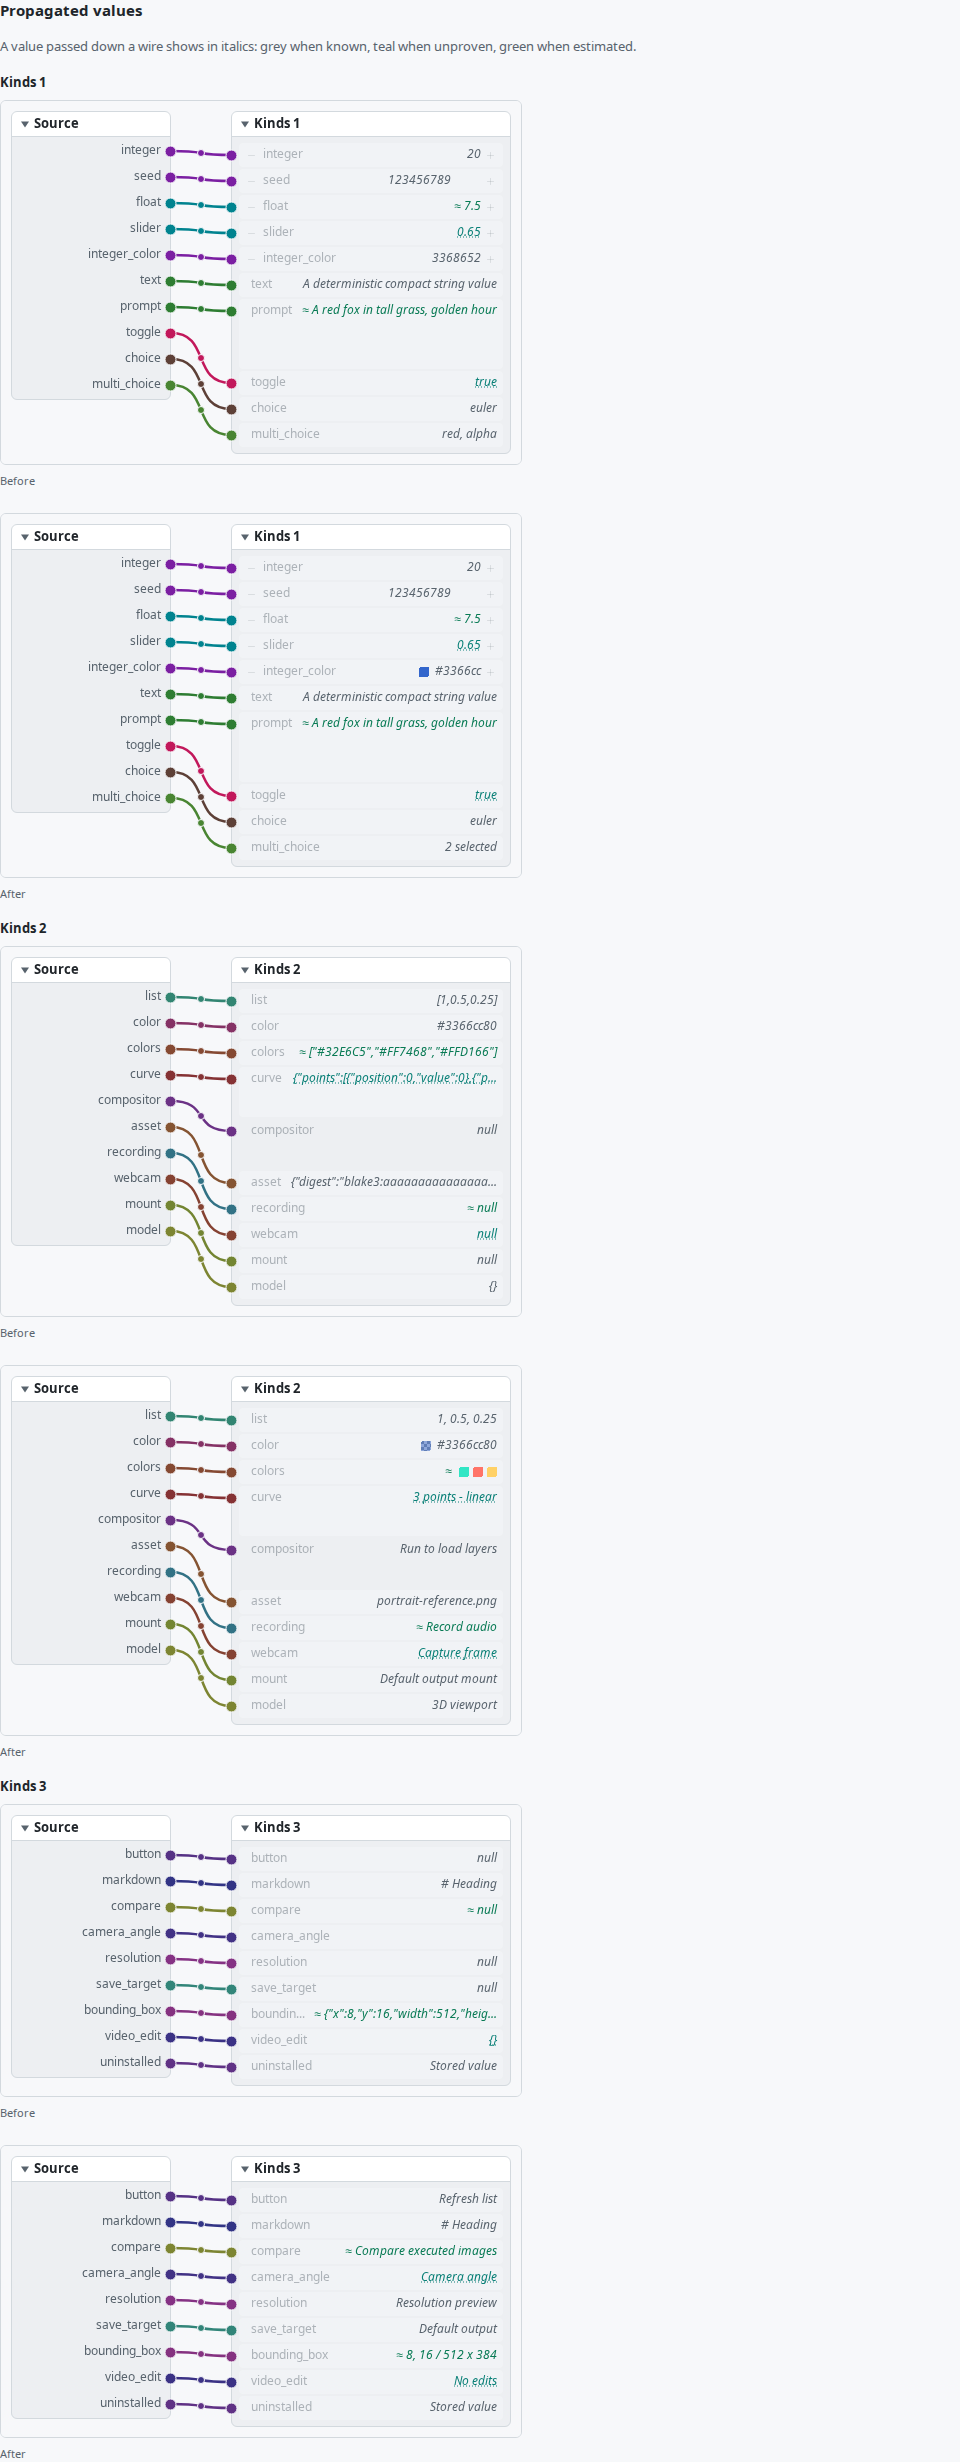 Propagated values
A value passed down a wire shows in italics: grey when known, teal when unproven, green when estimated.
Kinds 1
Source
Kinds 1
integer
– integer 20 +
seed
– seed 123456789 +
float
– float ≈ 7.5 +
slider
– slider 0.65 +
integer_color
– integer_color 3368652 +
text
text A deterministic compact string value
prompt
prompt ≈ A red fox in tall grass, golden hour
toggle
choice
multi_choice
toggle true
choice euler
multi_choice red, alpha
Before
Source
Kinds 1
integer
– integer 20 +
seed
– seed 123456789 +
float
– float ≈ 7.5 +
slider
– slider 0.65 +
integer_color
– integer_color #3366cc +
text
text A deterministic compact string value
prompt
prompt ≈ A red fox in tall grass, golden hour
toggle
choice
multi_choice
toggle true
choice euler
multi_choice 2 selected
After
Kinds 2
Source
Kinds 2
list
list [1,0.5,0.25]
color
color #3366cc80
colors
colors ≈ ["#32E6C5","#FF7468","#FFD166"]
curve
curve {"points":[{"position":0,"value":0},{"p...
compositor
asset
recording
webcam
mount
model
compositor null
asset {"digest":"blake3:aaaaaaaaaaaaaaaa...
recording ≈ null
webcam null
mount null
model {}
Before
Source
Kinds 2
list
list 1, 0.5, 0.25
color
color #3366cc80
colors
colors ≈
curve
curve 3 points - linear
compositor
asset
recording
webcam
mount
model
compositor Run to load layers
asset portrait-reference.png
recording ≈ Record audio
webcam Capture frame
mount Default output mount
model 3D viewport
After
Kinds 3
Source
Kinds 3
button
button null
markdown
markdown # Heading
compare
compare ≈ null
camera_angle
camera_angle
resolution
resolution null
save_target
save_target null
bounding_box
boundin... ≈ {"x":8,"y":16,"width":512,"heig...
video_edit
video_edit {}
uninstalled
uninstalled Stored value
Before
Source
Kinds 3
button
button Refresh list
markdown
markdown # Heading
compare
compare ≈ Compare executed images
camera_angle
camera_angle Camera angle
resolution
resolution Resolution preview
save_target
save_target Default output
bounding_box
bounding_box ≈ 8, 16 / 512 x 384
video_edit
video_edit No edits
uninstalled
uninstalled Stored value
After